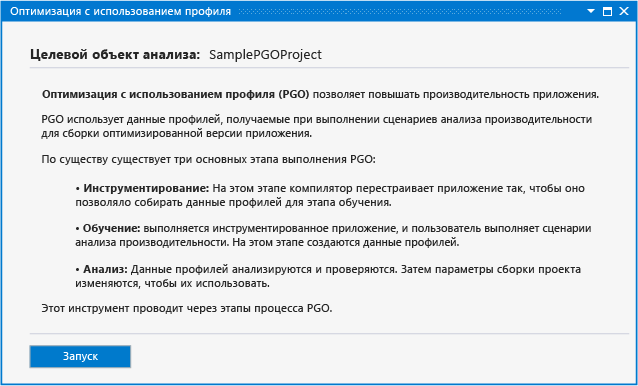 Оптимизация с использованием профиля
Целевой объект анализа: SamplePGOProject
Оптимизация с использованием профиля (PGO) позволяет повышать производительность приложения.
PGO использует данные профилей, получаемые при выполнении сценариев анализа производительности
для сборки оптимизированной версии приложения.
По существу существует три основных этапа выполнения PGO:
• Инструментирование: На этом этапе компилятор перестраивает приложение так, чтобы оно
позволяло собирать данные профилей для этапа обучения.
• Обучение: выполняется инструментированное приложение, и пользователь выполняет сценарии
анализа производительности. На этом этапе создаются данные профилей.
• Анализ: Данные профилей анализируются и проверяются. Затем параметры сборки проекта
изменяются, чтобы их использовать.
Этот инструмент проводит через этапы процесса PGO.
Запуск